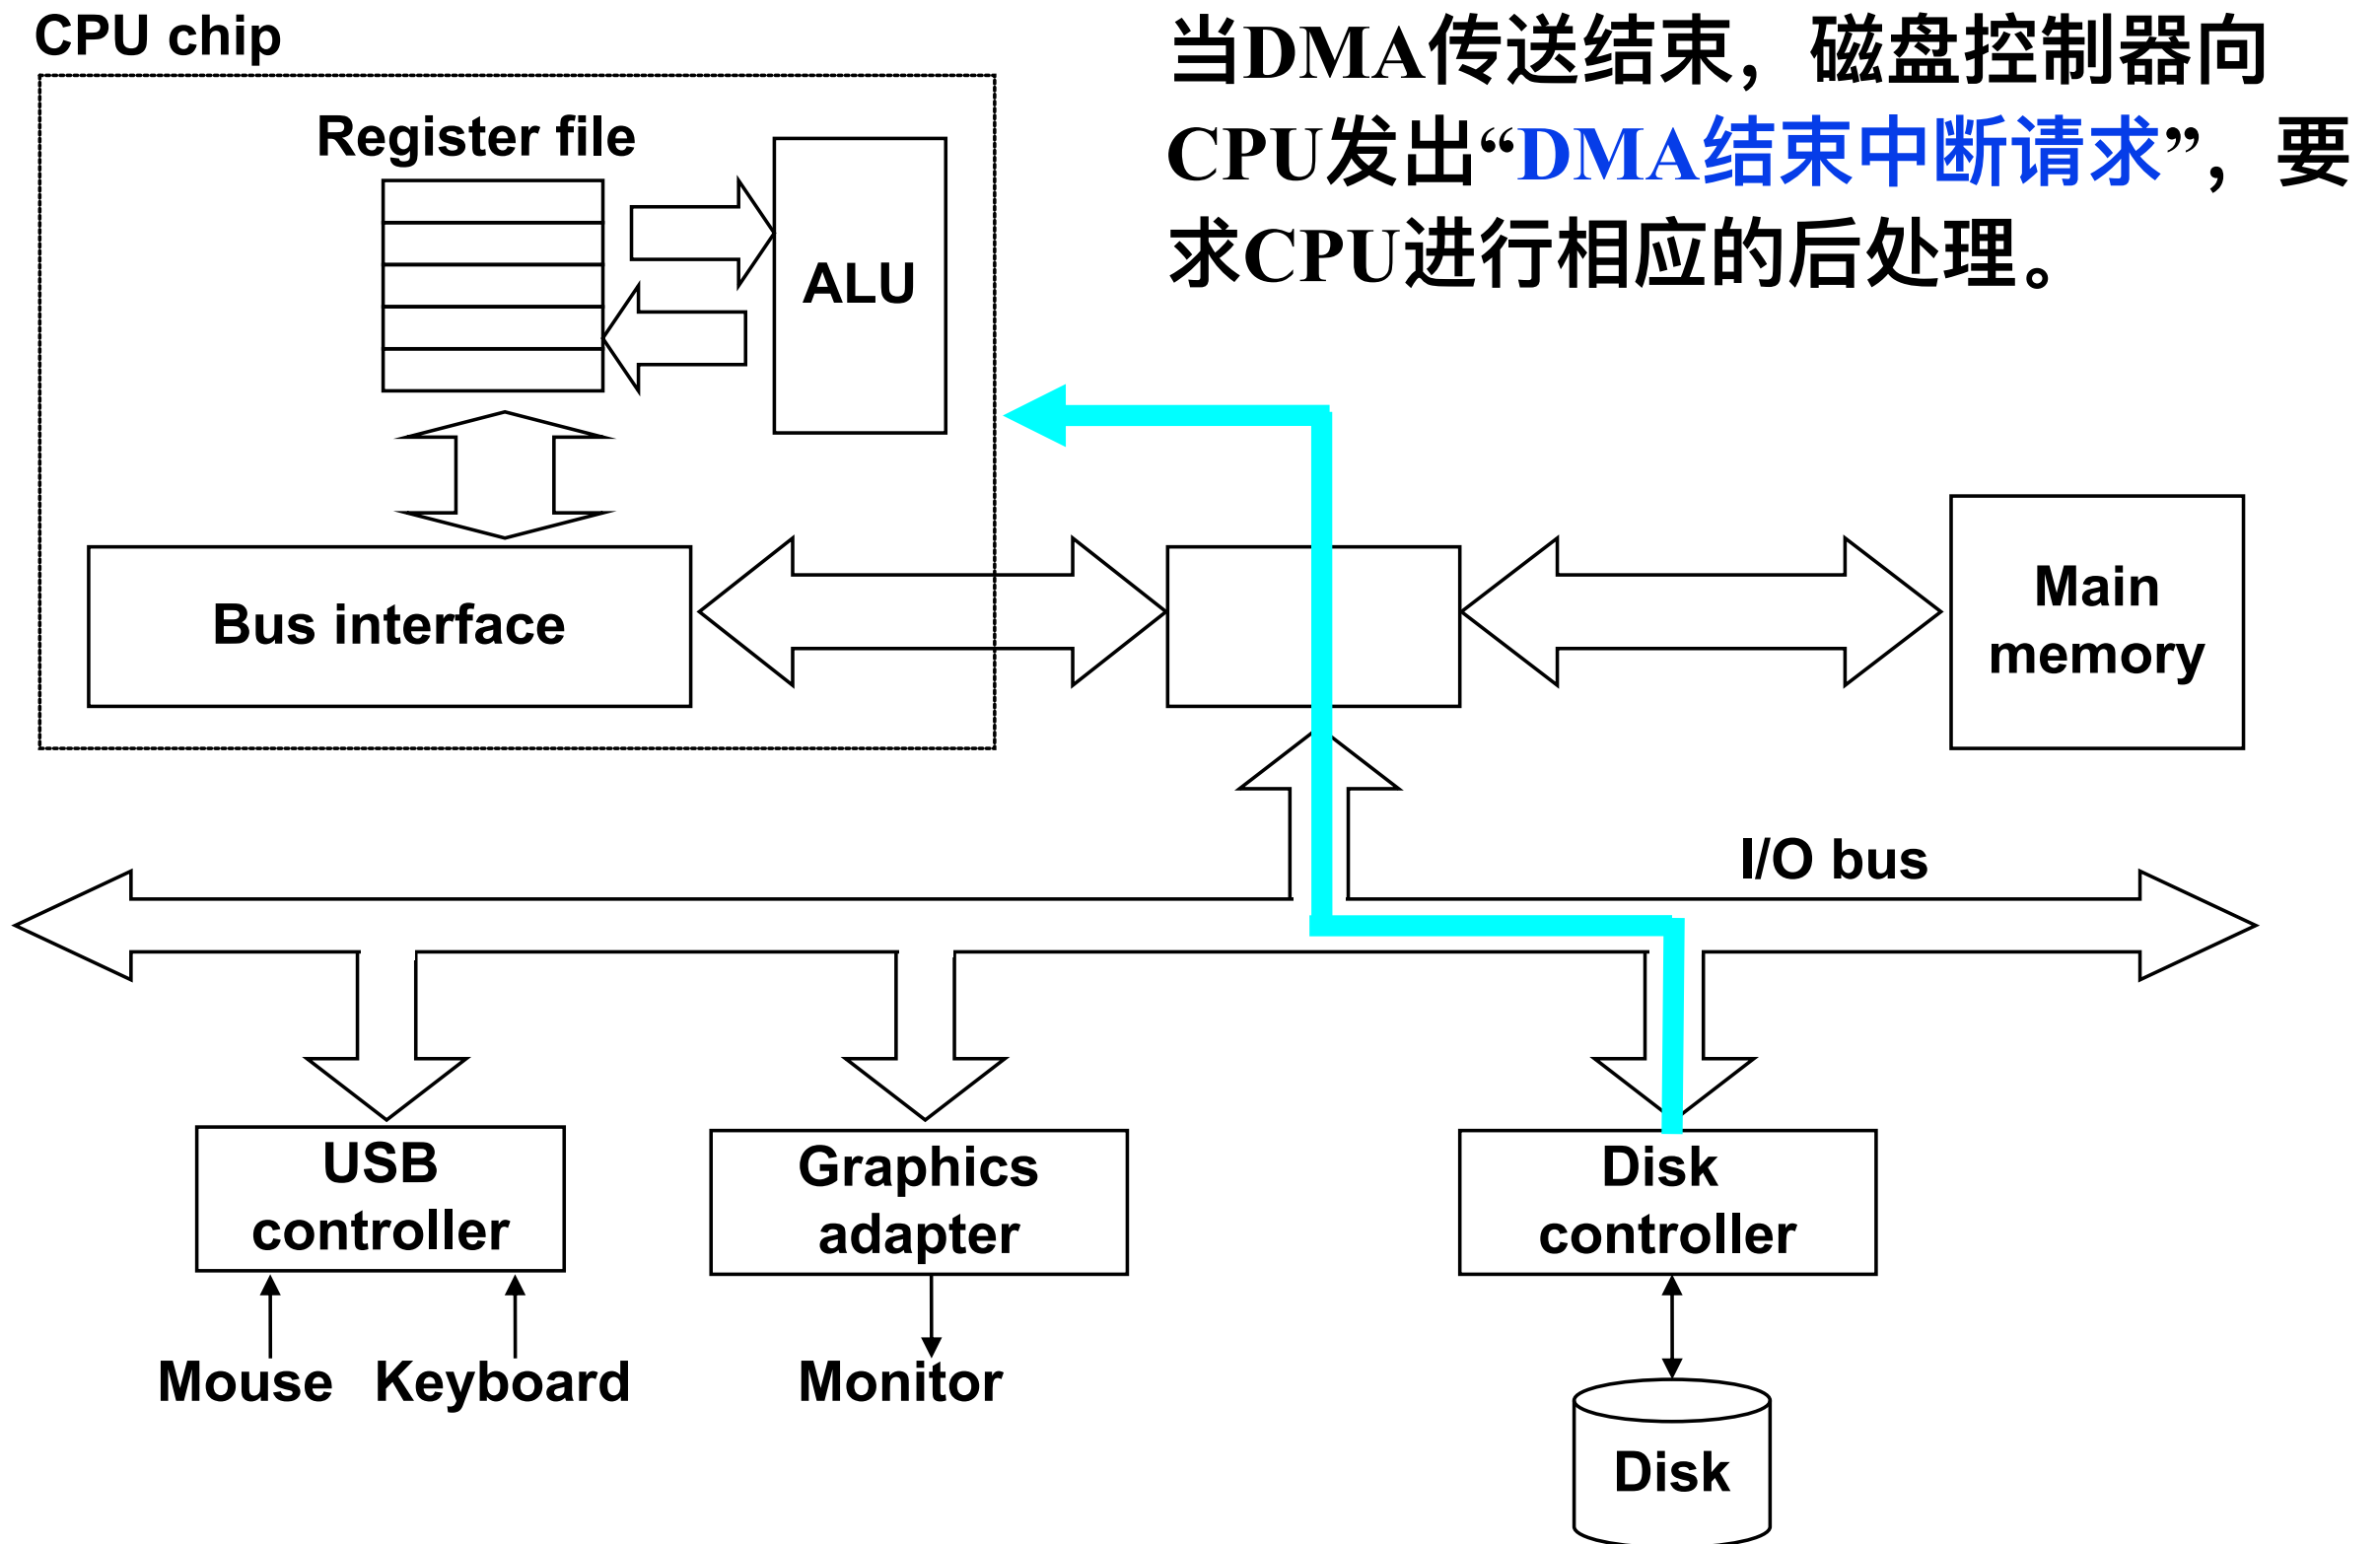 CPU chip
当DMA传送结束，磁盘控制器向
CPU发出“DMA结束中断请求”，要
求CPU进行相应的后处理。
Register file
ALU
Bus interface
Main
memory
I/O bus
USB
controller
Graphics
adapter
Disk
controller
Mouse
Keyboard
Monitor
Disk